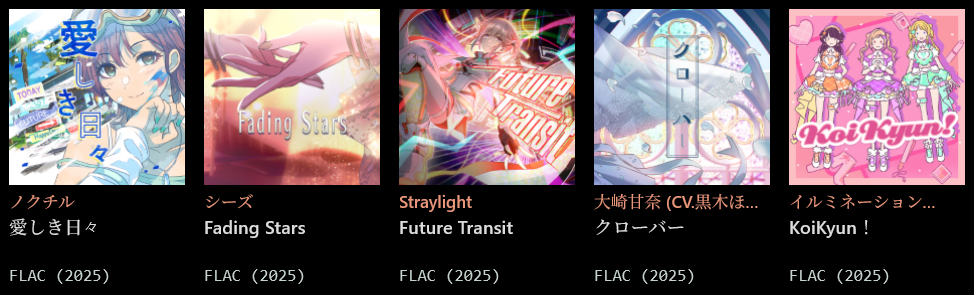 愛しき日々
TODAY
FUTURE
Fading Stars
Future
Transit
クローバー
KoiKyun!
ノクチル
シーズ
Straylight
大崎甘奈 (CV.黒木ほ…
イルミネーション…
愛しき日々
Fading Stars
Future Transit
クローバー
KoiKyun！
FLAC (2025)
FLAC (2025)
FLAC (2025)
FLAC (2025)
FLAC (2025)